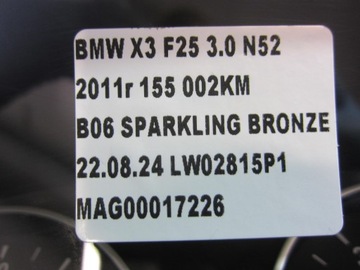 BMW X3 F25 3.0 N52
2011r 155 002KM
B06 SPARKLING BRONZE
22.08.24 LW02815P1
MAG00017226